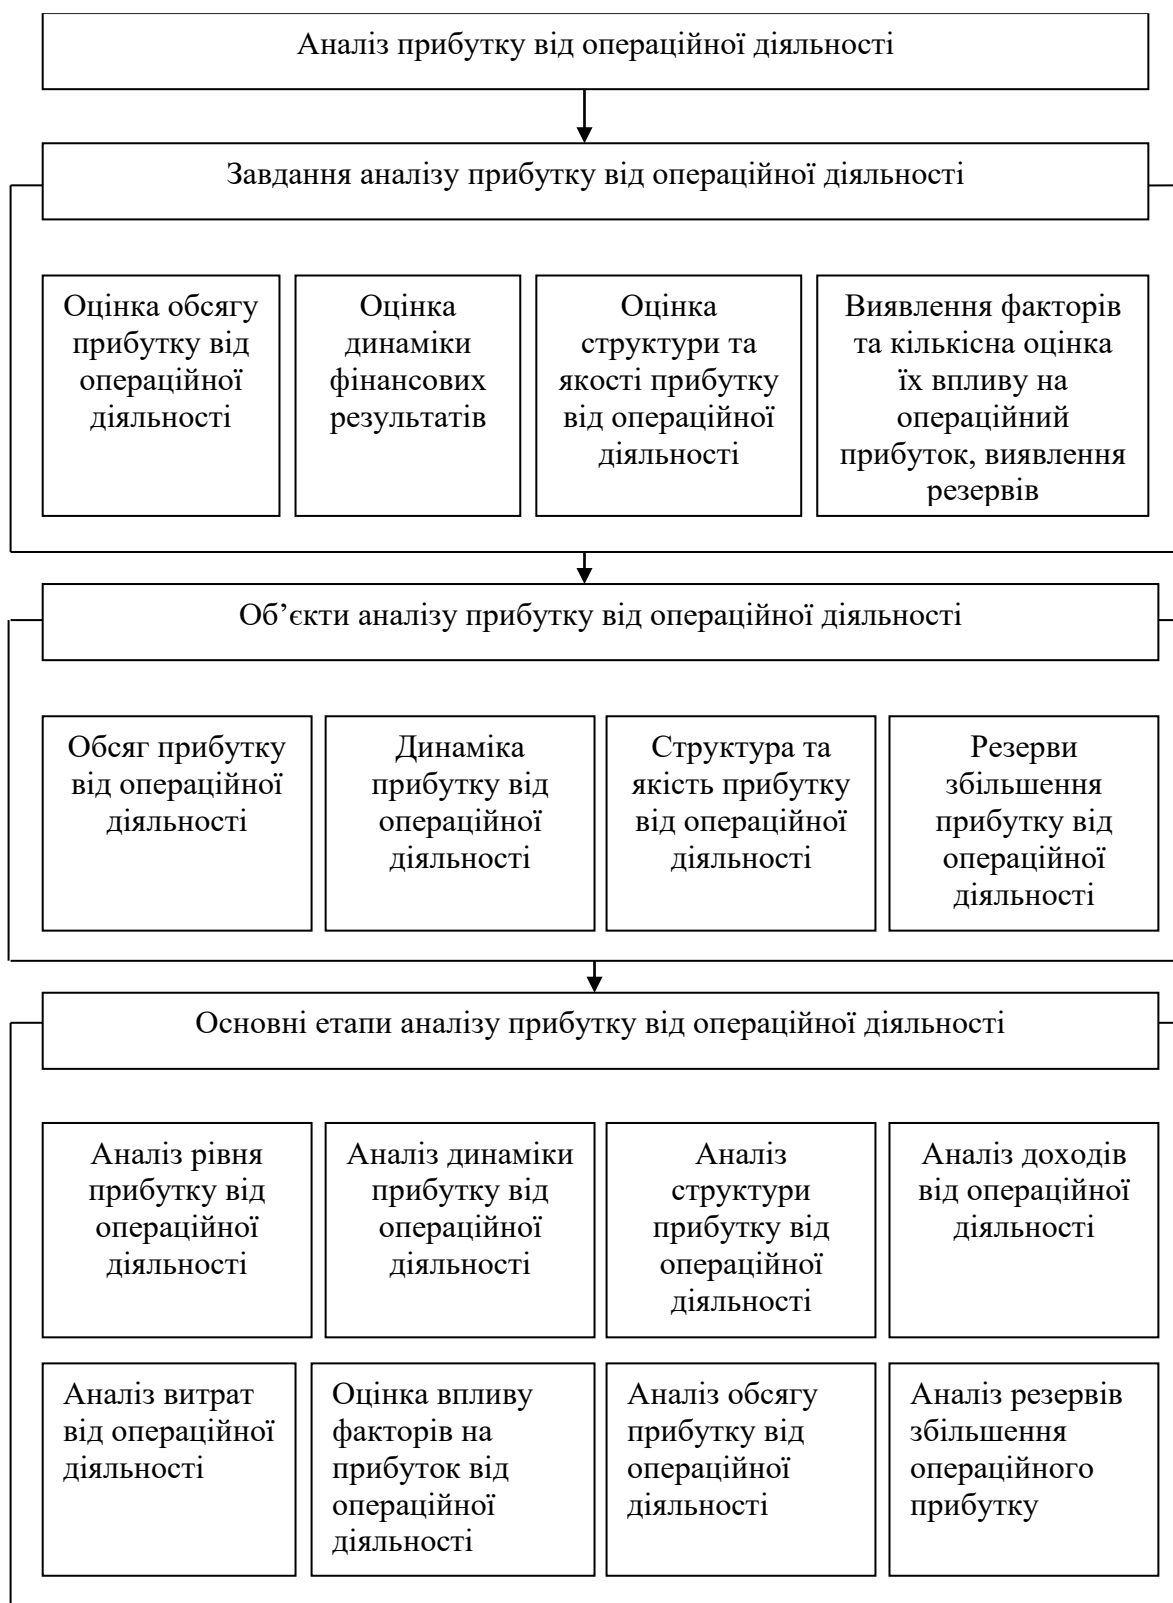 Аналіз прибутку від операційної діяльності
Завдання аналізу прибутку від операційної діяльності
Оцінка обсягу
прибутку від
операційної
діяльності
Оцінка
динаміки
фінансових
результатів
Оцінка
структури та
якості прибутку
від операційної
діяльності
Виявлення факторів
та кількісна оцінка
їх впливу на
операційний
прибуток, виявлення
резервів
Об’єкти аналізу прибутку від операційної діяльності
Обсяг прибутку
від операційної
діяльності
Динаміка
прибутку від
операційної
діяльності
Структура та
якість прибутку
від операційної
діяльності
Резерви
збільшення
прибутку від
операційної
діяльності
Основні етапи аналізу прибутку від операційної діяльності
Аналіз рівня
прибутку від
операційної
діяльності
Аналіз динаміки
прибутку від
операційної
діяльності
Аналіз
структури
прибутку від
операційної
діяльності
Аналіз доходів
від операційної
діяльності
Аналіз витрат
від операційної
діяльності
Оцінка впливу
факторів на
прибуток від
операційної
діяльності
Аналіз обсягу
прибутку від
операційної
діяльності
Аналіз резервів
збільшення
операційного
прибутку